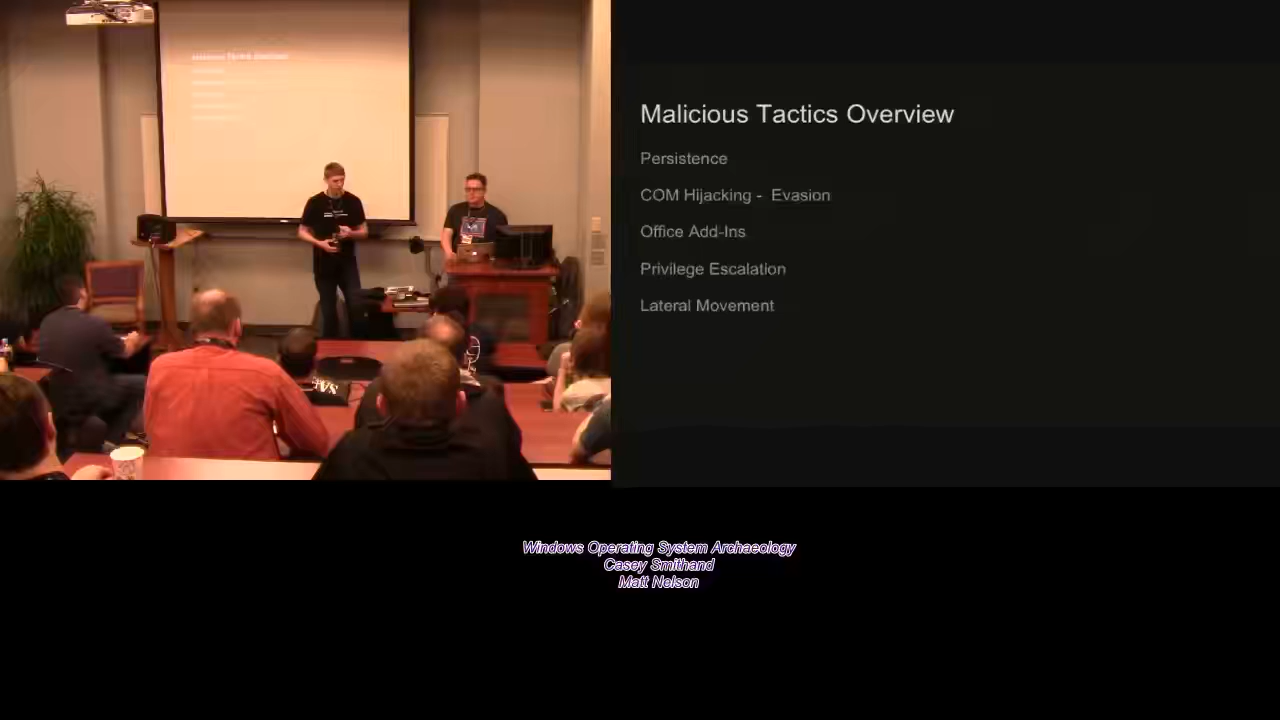 Malicious Tactics Overview
Persistence
COM Hijacking - Evasion
Office Add-Ins
Privilege Escalation
Lateral Movement
Windows Operating System Archaeology
Casey Smithand
Matt Nelson